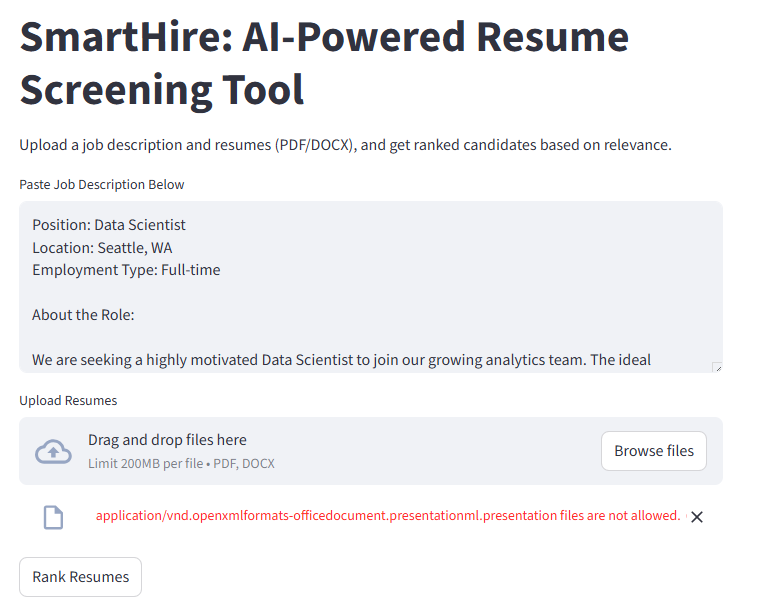 SmartHire: AI-Powered Resume
Screening Tool
Upload a job description and resumes (PDF/DOCX), and get ranked candidates based on relevance.
Paste Job Description Below
Position: Data Scientist
Location: Seattle, WA
Employment Type: Full-time
About the Role:
We are seeking a highly motivated Data Scientist to join our growing analytics team. The ideal
Upload Resumes
Drag and drop files here
Limit 200MB per file • PDF, DOCX
Browse files
application/vnd.openxmlformats-officedocument.presentationml.presentation files are not allowed.
Rank Resumes